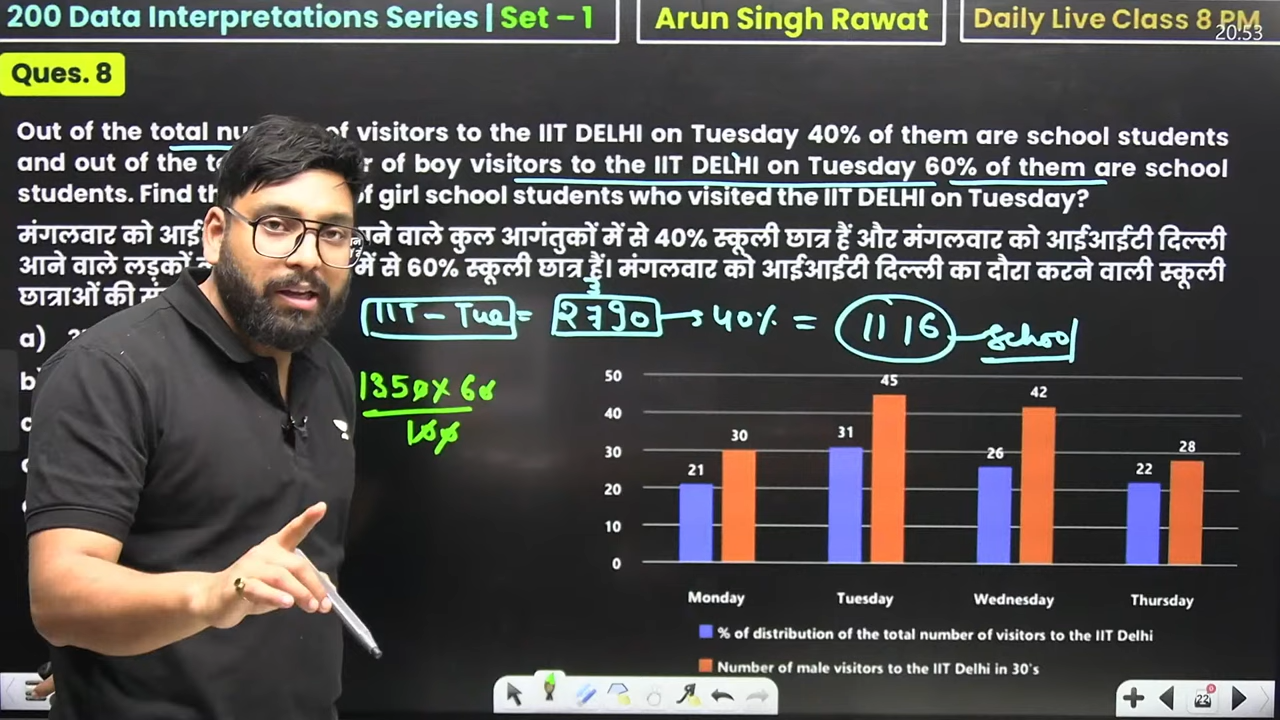 200 Data Interpretations Series | Set – 1
Arun Singh Rawat
Daily Live Class 8 PM
20:53
Ques. 8
Out of the total of visitors to the IIT DELHI on Tuesday 40% of them are school students
and out of the of boy visitors to the IIT DELHI on Tuesday 60% of them are school
students. Find of girl school students who visited the IIT DELHI on Tuesday?
मंगलवार को वाले कुल आगंतुकों में से 40% स्कूली छात्र हैं और मंगलवार को आईआईटी दिल्ली
आने वाले लड़कों में से 60% स्कूली छात्र हैं। मंगलवार को आईआईटी दिल्ली का दौरा करने वाली स्कूली
छात्राओं की
IIT - Tue = 2790 → 40% = 1116 school
3
a)
b)
1350 x 60
100
50
40
30
20
10
0
21
30
31
45
26
42
22
28
Monday
Tuesday
Wednesday
Thursday
% of distribution of the total number of visitors to the IIT Delhi
Number of male visitors to the IIT Delhi in 30's
22